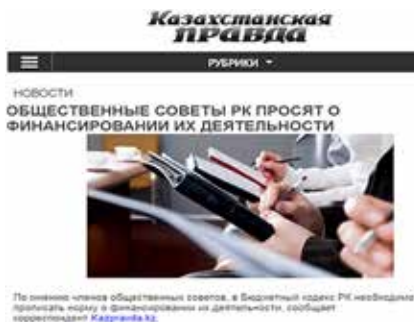 Казахстанская
ПРАВДА
РУБРИКИ
НОВОСТИ
ОБЩЕСТВЕННЫЕ СОВЕТЫ РК ПРОСЯТ О
ФИНАНСИРОВАНИИ ИХ ДЕЯТЕЛЬНОСТИ
По мнению членов общественных советов, в Бюджетный кодекс РК необходимо
прописать норму о финансировании их деятельности, сообщает
корреспондент Kazpravda.kz.